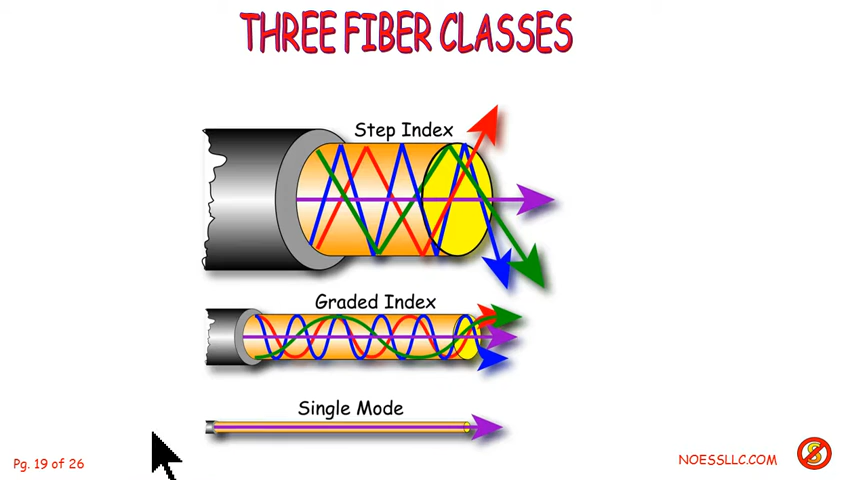 THREE FIBER CLASSES
Step Index
Graded Index
Single Mode
Pg. 19 of 26
NOESSLLC.COM
S